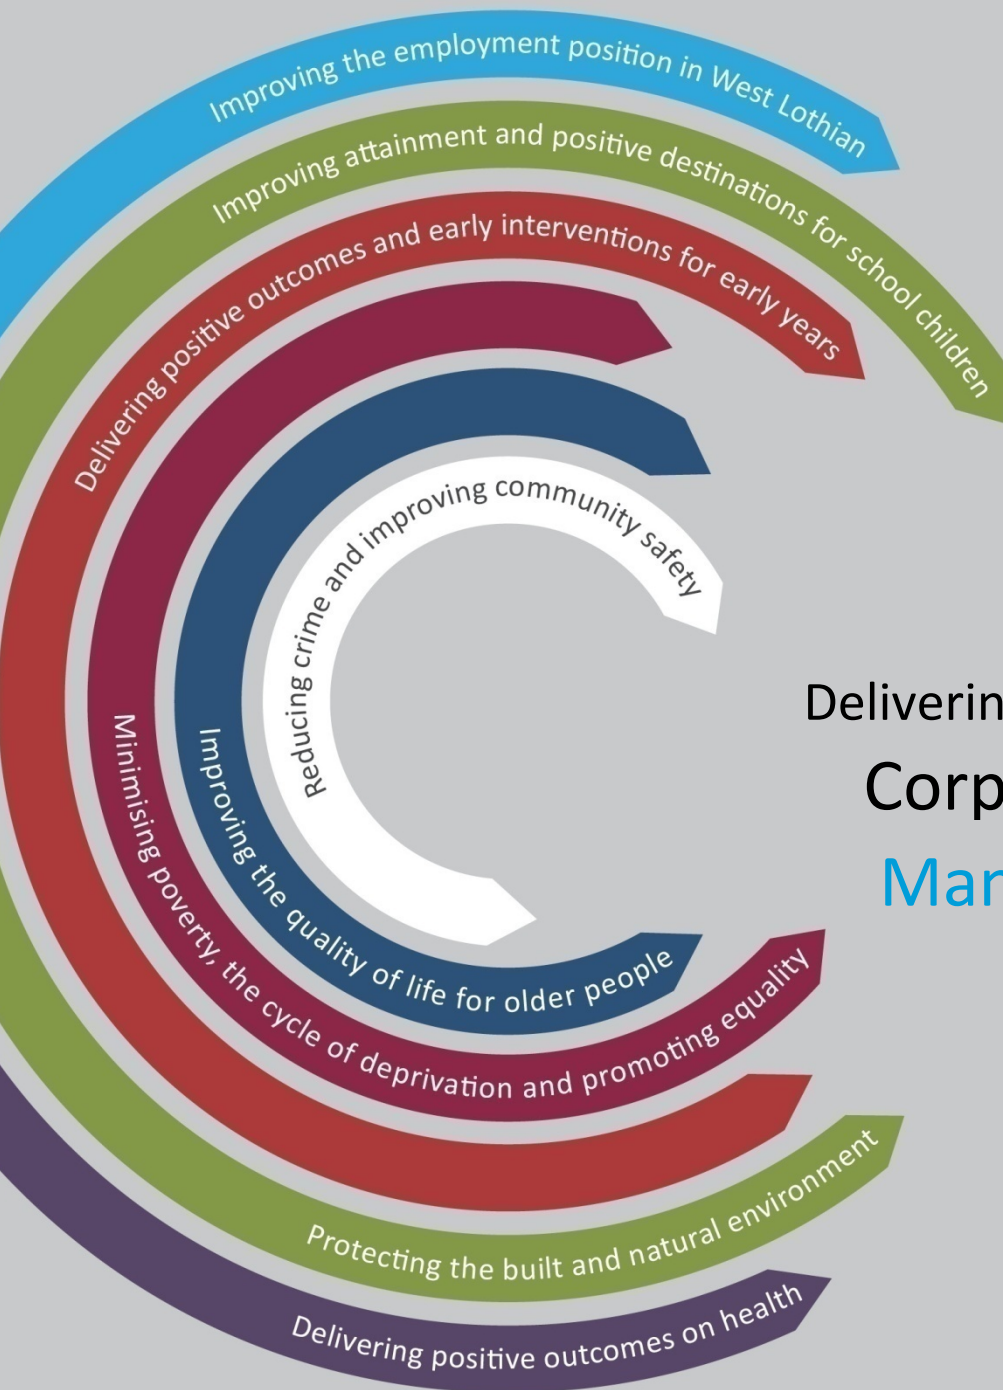 Improving the employment position in West Lothian
Improving attainment and positive destinations for school children
Delivering positive outcomes and early interventions for early years
Reducing crime and improving community safety
Improving the quality of life for older people
Minimising poverty, the cycle of deprivation and promoting equality
Protecting the built and natural environment
Delivering positive outcomes on health
Deliverin
Corp
Mar